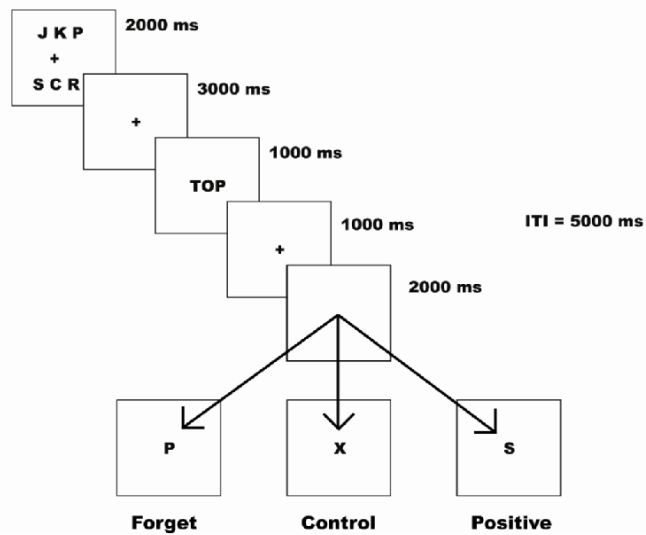 J K P
+
S C R
2000 ms
+
3000 ms
TOP
1000 ms
+
1000 ms
ITI = 5000 ms
2000 ms
P
X
S
Forget
Control
Positive